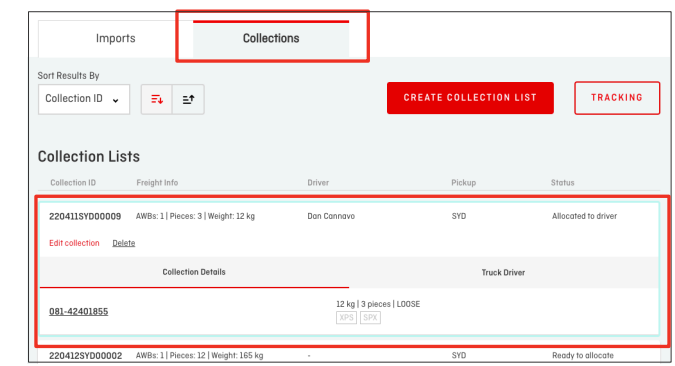 Imports Collections
Sort Results By
Collection ID
CREATE COLLECTION LIST TRACKING
Collection Lists
Collection ID Freight Info Driver Pickup Status
220411SYD00009 AWBs: 1 | Pieces: 3 | Weight: 12 kg Dan Cannavo SYD Allocated to driver
Edit collection Delete
Collection Details Truck Driver
081-42401855 12 kg | 3 pieces | LOOSE
XPS SPX
220412SYD00002 AWBs: 1 | Pieces: 12 | Weight: 165 kg - SYD Ready to allocate